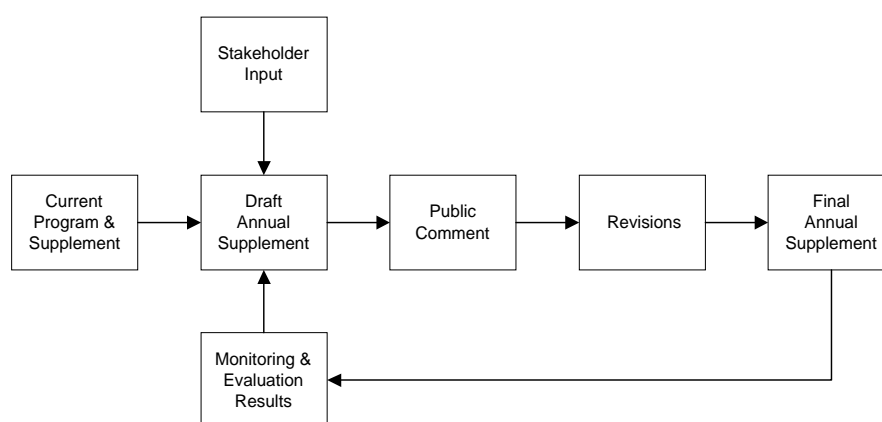 Stakeholder
Input
Current
Program &
Supplement
Draft
Annual
Supplement
Public
Comment
Revisions
Final
Annual
Supplement
Monitoring &
Evaluation
Results